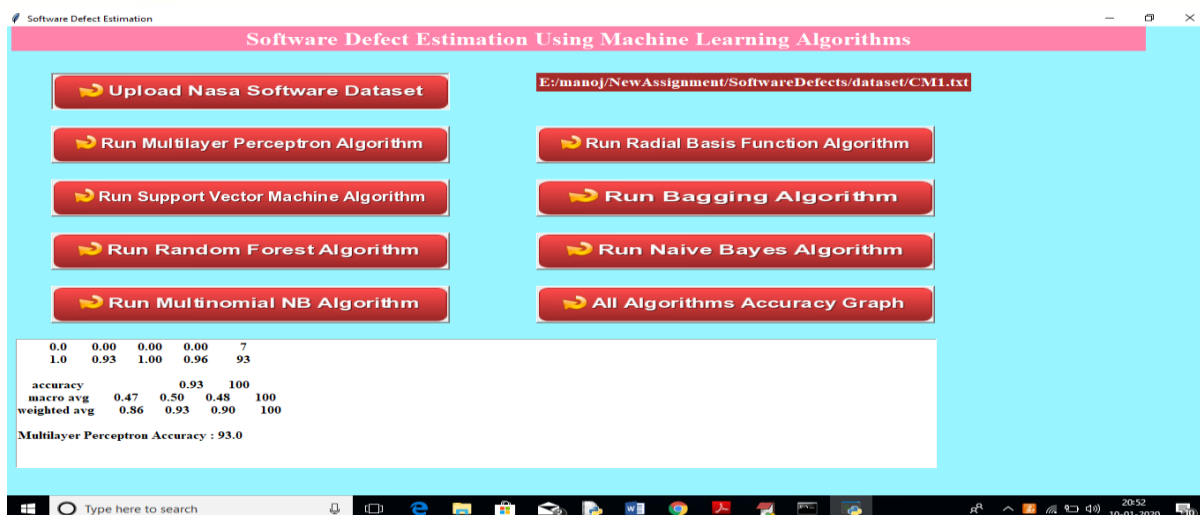 Software Defect Estimation
Software Defect Estimation Using Machine Learning Algorithms
Upload Nasa Software Dataset
E:/manoj/NewAssignment/SoftwareDefects/dataset/CM1.txt
Run Multilayer Perceptron Algorithm
Run Radial Basis Function Algorithm
Run Support Vector Machine Algorithm
Run Bagging Algorithm
Run Random Forest Algorithm
Run Naive Bayes Algorithm
Run Multinomial NB Algorithm
All Algorithms Accuracy Graph
0.0 0.00 0.00 0.00 7
1.0 0.93 1.00 0.96 93
accuracy 0.93 100
macro avg 0.47 0.50 0.48 100
weighted avg 0.86 0.93 0.90 100
Multilayer Perceptron Accuracy : 93.0
Type here to search
20:52
10-01-2020